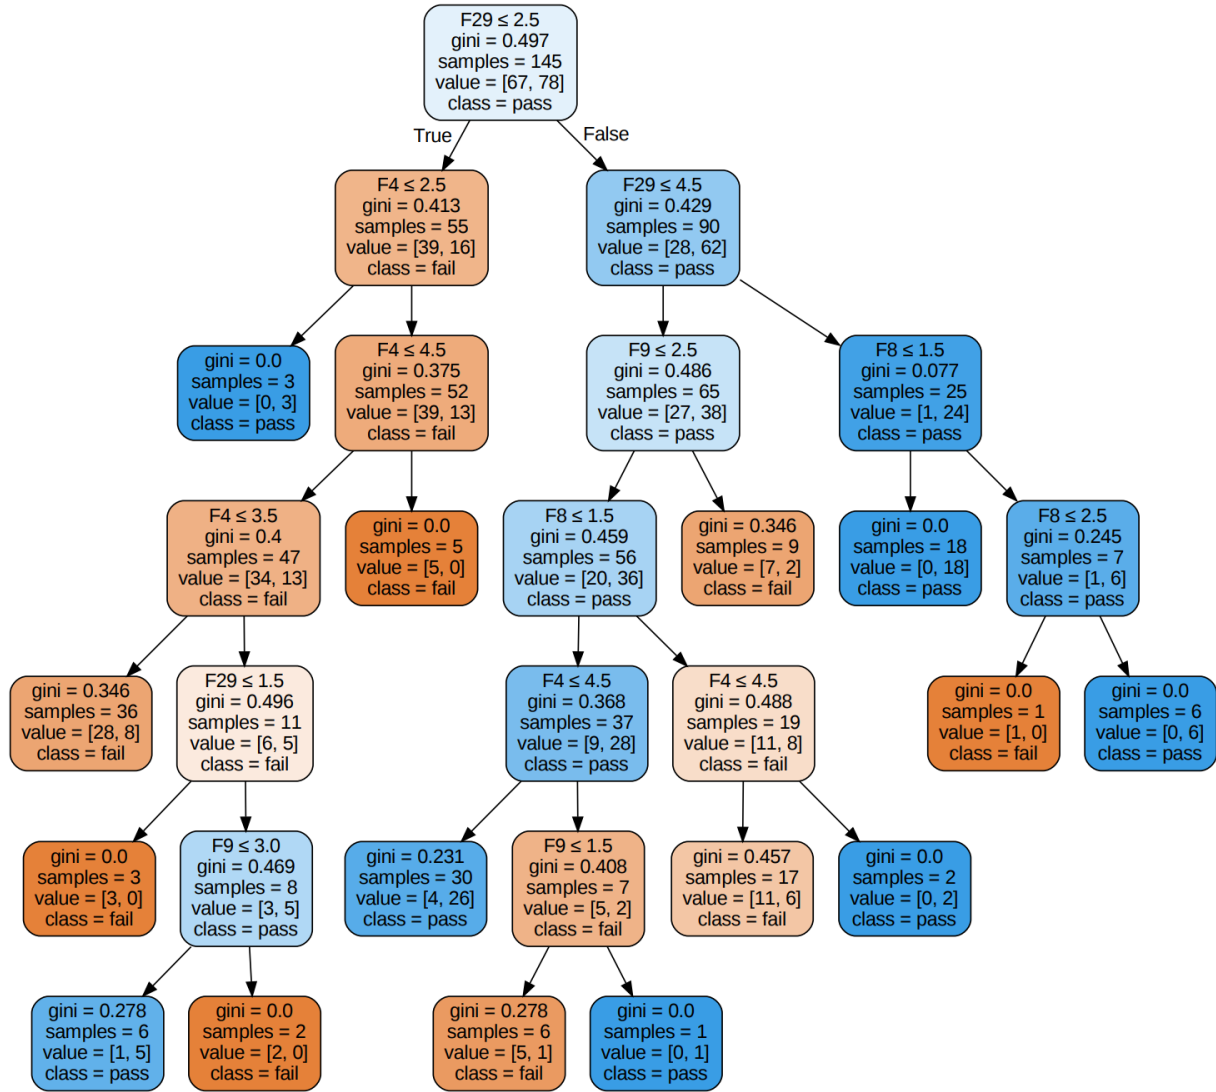 F29 ≤ 2.5
gini = 0.497
samples = 145
value = [67, 78]
class = pass
True
False
F4 ≤ 2.5
gini = 0.413
samples = 55
value = [39, 16]
class = fail
F29 ≤ 4.5
gini = 0.429
samples = 90
value = [28, 62]
class = pass
gini = 0.0
samples = 3
value = [0, 3]
class = pass
F4 ≤ 4.5
gini = 0.375
samples = 52
value = [39, 13]
class = fail
F9 ≤ 2.5
gini = 0.486
samples = 65
value = [27, 38]
class = pass
F8 ≤ 1.5
gini = 0.077
samples = 25
value = [1, 24]
class = pass
F4 ≤ 3.5
gini = 0.4
samples = 47
value = [34, 13]
class = fail
gini = 0.0
samples = 5
value = [5, 0]
class = fail
F8 ≤ 1.5
gini = 0.459
samples = 56
value = [20, 36]
class = pass
gini = 0.346
samples = 9
value = [7, 2]
class = fail
gini = 0.0
samples = 18
value = [0, 18]
class = pass
F8 ≤ 2.5
gini = 0.245
samples = 7
value = [1, 6]
class = pass
gini = 0.346
samples = 36
value = [28, 8]
class = fail
F29 ≤ 1.5
gini = 0.496
samples = 11
value = [6, 5]
class = fail
F4 ≤ 4.5
gini = 0.368
samples = 37
value = [9, 28]
class = pass
F4 ≤ 4.5
gini = 0.488
samples = 19
value = [11, 8]
class = fail
gini = 0.0
samples = 1
value = [1, 0]
class = fail
gini = 0.0
samples = 6
value = [0, 6]
class = pass
gini = 0.0
samples = 3
value = [3, 0]
class = fail
F9 ≤ 3.0
gini = 0.469
samples = 8
value = [3, 5]
class = pass
gini = 0.231
samples = 30
value = [4, 26]
class = pass
F9 ≤ 1.5
gini = 0.408
samples = 7
value = [5, 2]
class = fail
gini = 0.457
samples = 17
value = [11, 6]
class = fail
gini = 0.0
samples = 2
value = [0, 2]
class = pass
gini = 0.278
samples = 6
value = [1, 5]
class = pass
gini = 0.0
samples = 2
value = [2, 0]
class = fail
gini = 0.278
samples = 6
value = [5, 1]
class = fail
gini = 0.0
samples = 1
value = [0, 1]
class = pass